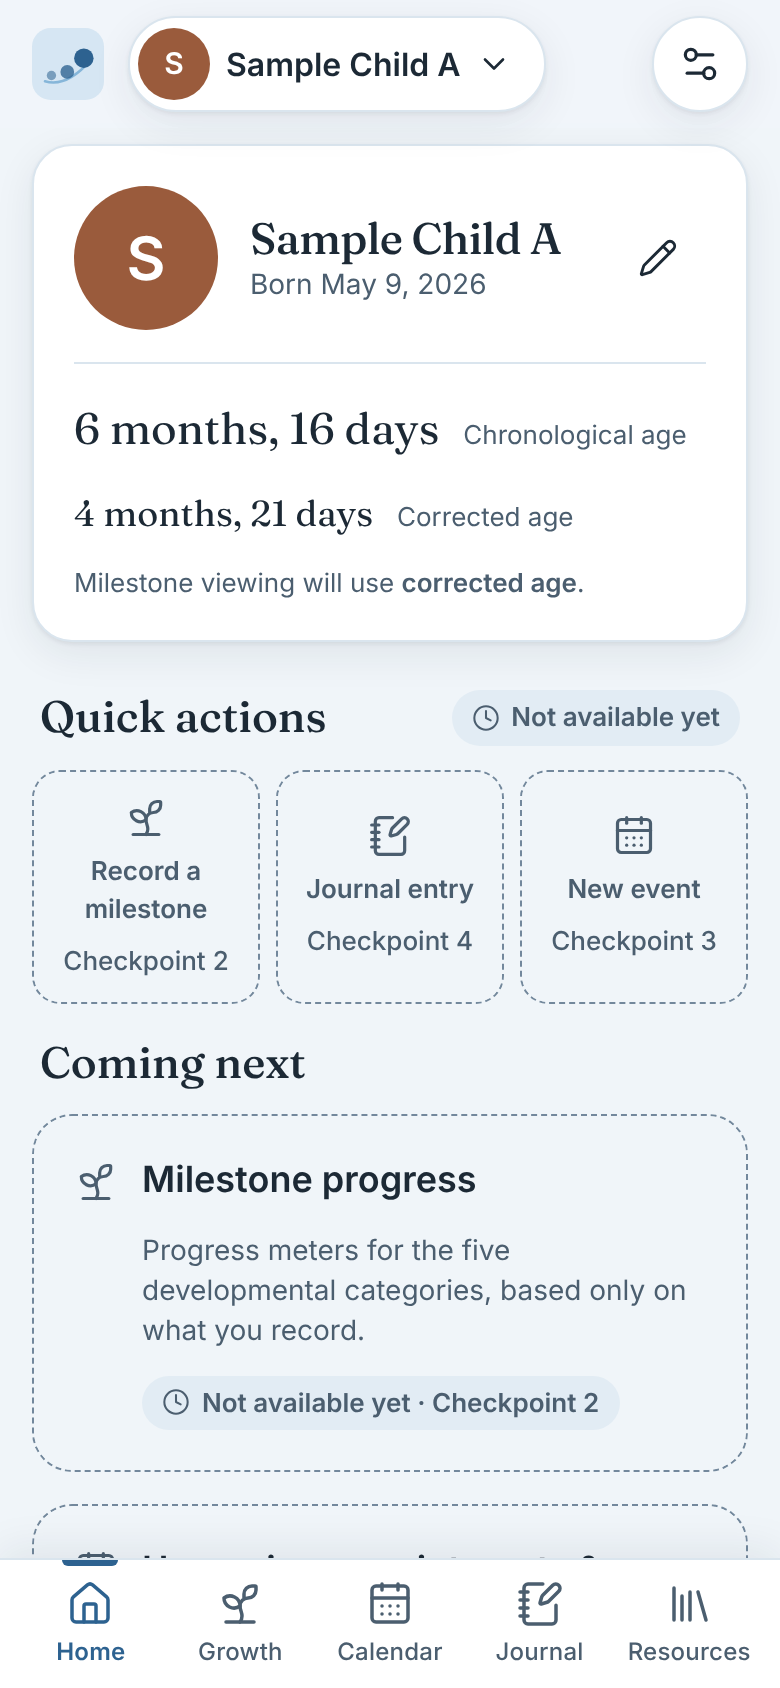 S
Sample Child A
S
Sample Child A
Born May 9, 2026
6 months, 16 days Chronological age
4 months, 21 days Corrected age
Milestone viewing will use corrected age.
Quick actions
Not available yet
Record a
milestone
Checkpoint 2
Journal entry
Checkpoint 4
New event
Checkpoint 3
Coming next
Milestone progress
Progress meters for the five
developmental categories, based only on
what you record.
Not available yet · Checkpoint 2
Home
Growth
Calendar
Journal
Resources